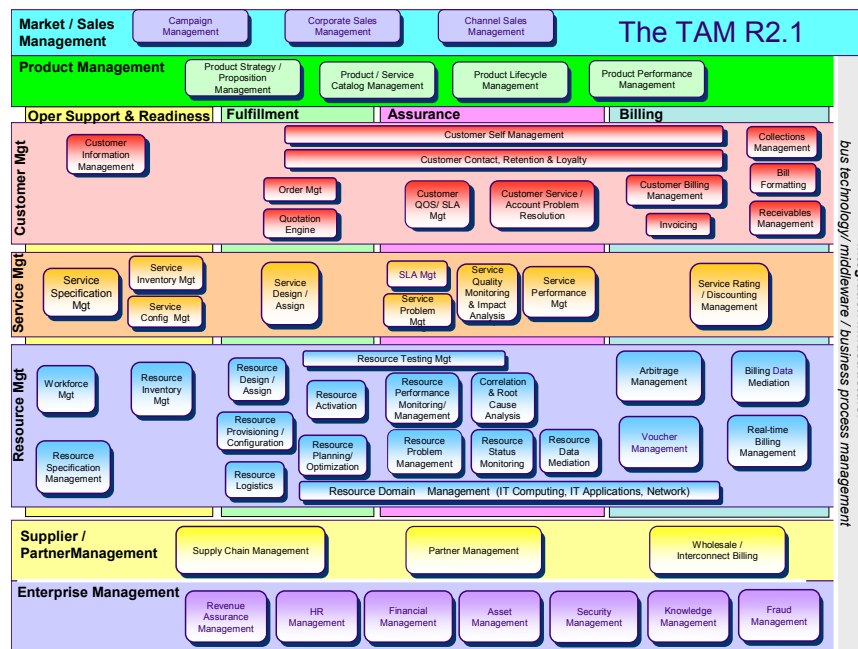 Market / Sales
Management
Campaign
Management
Corporate Sales
Management
Channel Sales
Management
The TAM R2.1
Product Management
Product Strategy /
Proposition
Management
Product / Service
Catalog Management
Product Lifecycle
Management
Product Performance
Management
Oper Support & Readiness
Fulfillment
Assurance
Billing
Customer Mgt
Customer
Information
Management
Customer Self Management
Customer Contact, Retention & Loyalty
Order Mgt
Quotation
Engine
Customer
QOS/ SLA
Mgt
Customer Service /
Account Problem
Resolution
Customer Billing
Management
Invoicing
Collections
Management
Bill
Formatting
Receivables
Management
Service Mgt
Service
Specification
Mgt
Service
Inventory Mgt
Service
Config Mgt
Service
Design /
Assign
SLA Mgt
Service
Problem Mgt
Service
Quality
Monitoring
& Impact
Analysis
Service
Performance Mgt
Service Rating
/ Discounting
Management
Resource Mgt
Workforce
Mgt
Resource
Inventory
Mgt
Resource
Specification
Management
Resource
Design /
Assign
Resource
Provisioning /
Configuration
Resource
Logistics
Resource Testing Mgt
Resource
Activation
Resource
Planning/
Optimization
Resource
Performance
Monitoring/
Management
Correlation
& Root
Cause
Analysis
Resource
Problem
Management
Resource
Status
Monitoring
Resource
Data
Mediation
Resource Domain Management (IT Computing, IT Applications, Network)
Arbitrage
Management
Billing Data
Mediation
Voucher
Management
Real-time
Billing
Management
Supplier /
PartnerManagement
Supply Chain Management
Partner Management
Wholesale /
Interconnect Billing
Enterprise Management
Revenue
Assurance
Management
HR
Management
Financial
Management
Asset
Management
Security
Management
Knowledge
Management
Fraud
Management
bus technology/ middleware / business process management